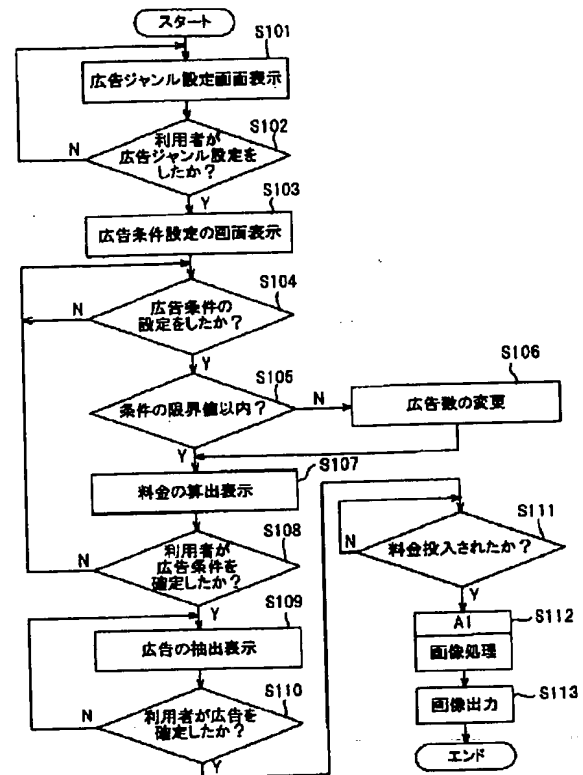 スタート
S101
広告ジャンル設定画面表示
S102
利用者が
広告ジャンル設定を
したか?
N
Y
S103
広告条件設定の画面表示
S104
広告条件の
設定をしたか?
N
Y
S105
条件の限界値以内?
N
Y
S106
広告数の変更
S107
料金の算出表示
S108
利用者が
広告条件を
確定したか?
N
Y
S109
広告の抽出表示
S110
利用者が広告を
確定したか?
N
Y
S111
料金投入されたか?
N
Y
A1
S112
画像処理
S113
画像出力
エンド